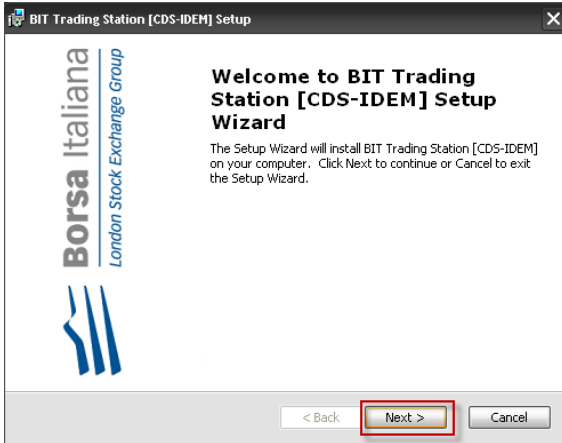 BIT Trading Station [CDS-IDEM] Setup
Borsa Italiana
London Stock Exchange Group
Welcome to BIT Trading
Station [CDS-IDEM] Setup
Wizard
The Setup Wizard will install BIT Trading Station [CDS-IDEM]
on your computer. Click Next to continue or Cancel to exit
the Setup Wizard.
< Back
Next >
Cancel